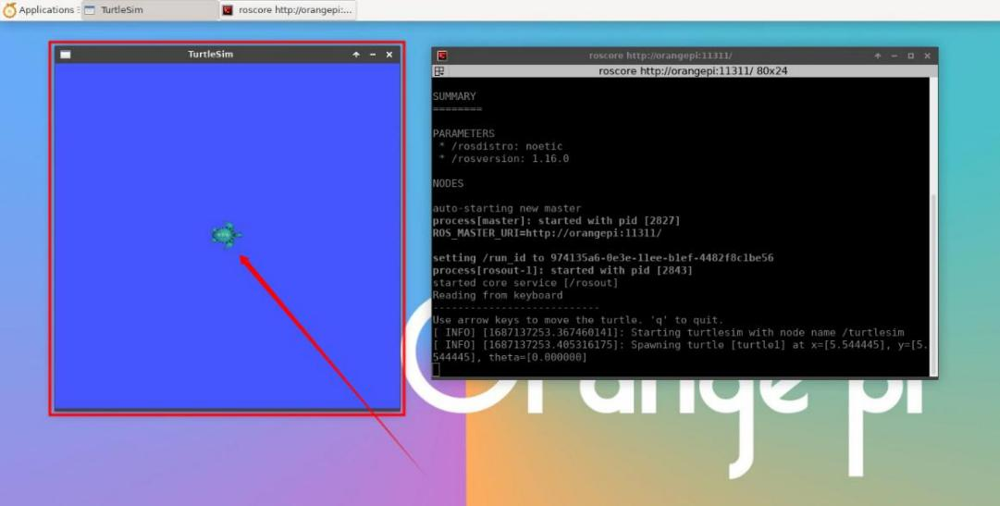 Applications
TurtleSim
roscore http://orangepi:...
TurtleSim
roscore http://orangepi:11311/
roscore http://orangepi:11311/ 80x24
SUMMARY
========
PARAMETERS
* /rosdistro: noetic
* /rosversion: 1.16.0
NODES
auto-starting new master
process[master]: started with pid [2827]
ROS_MASTER_URI=http://orangepi:11311/
setting /run_id to 974135a6-0e3e-11ee-b1ef-4482f8c1be56
process[rosout-1]: started with pid [2843]
started core service [/rosout]
Reading from keyboard
---------------------------
Use arrow keys to move the turtle. 'q' to quit.
[ INFO] [1687137253.367460141]: Starting turtlesim with node name /turtlesim
[ INFO] [1687137253.405316175]: Spawning turtle [turtle1] at x=[5.544445], y=[5.
544445], theta=[0.000000]
Orange pi